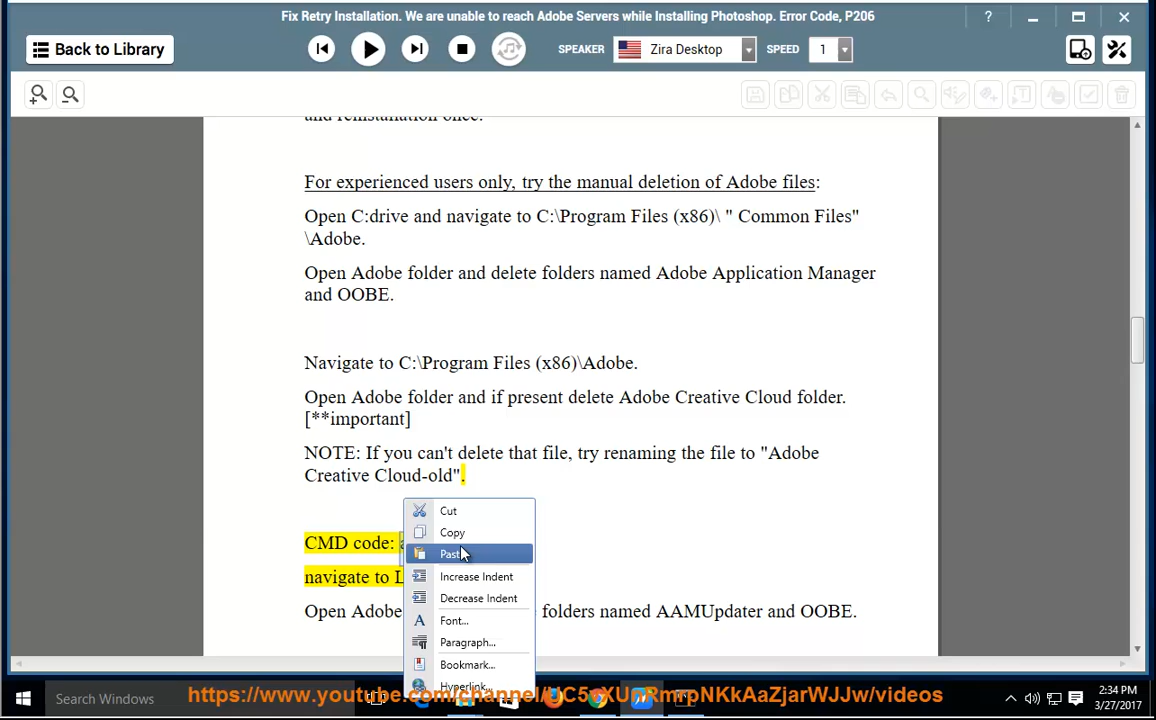 Fix Retry Installation. We are unable to reach Adobe Servers while Installing Photoshop. Error Code, P206
?
Back to Library
SPEAKER
Zira Desktop
SPEED
1
For experienced users only, try the manual deletion of Adobe files:
Open C:drive and navigate to C:\Program Files (x86)\ " Common Files"
\Adobe.
Open Adobe folder and delete folders named Adobe Application Manager
and OOBE.
Navigate to C:\Program Files (x86)\Adobe.
Open Adobe folder and if present delete Adobe Creative Cloud folder.
[**important]
NOTE: If you can't delete that file, try renaming the file to "Adobe
Creative Cloud-old".
Cut
Copy
CMD code:
Past
navigate to
Increase Indent
Decrease Indent
Open Adobe
folders named AAMUpdater and OOBE.
Font...
Paragraph...
Bookmark...
Hyperlink...
Search Windows
2:34 PM
3/27/2017